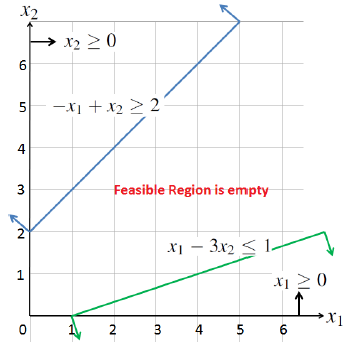 x₂
x₂ ≥ 0
6
5
−x₁ + x₂ ≥ 2
4
3
Feasible Region is empty
2
x₁ − 3x₂ ≤ 1
1
x₁ ≥ 0
0 1 2 3 4 5 6
x₁